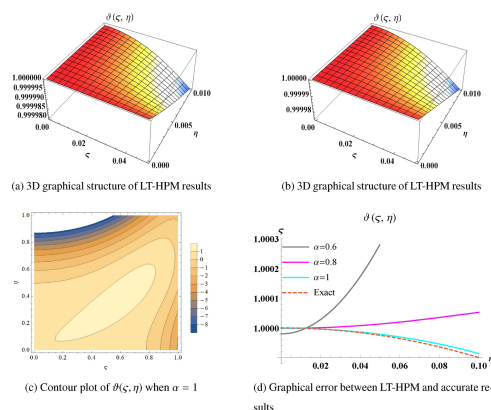 ϑ (ς, η)
1.000000
0.999995
0.999990
0.999985
0.999980
0.00
0.02
ς
0.04
0.000
0.005
η
0.010
(a) 3D graphical structure of LT-HPM results
ϑ (ς, η)
1.00000
0.99999
0.99998
0.00
0.02
ς
0.04
0.000
0.005
η
0.010
(b) 3D graphical structure of LT-HPM results
1.0
0.8
0.6
0.4
0.2
0.0
η
0.0 0.2 0.4 0.6 0.8 1.0
ς
1
0
-1
-2
-3
-4
-5
-6
-7
-8
(c) Contour plot of ϑ(ς, η) when α = 1
ϑ (ς, η)
ς
1.0003
1.0002
1.0001
1.0000
α=0.6
α=0.8
α=1
Exact
0.02 0.04 0.06 0.08 0.10
η
(d) Graphical error between LT-HPM and accurate re-
sults